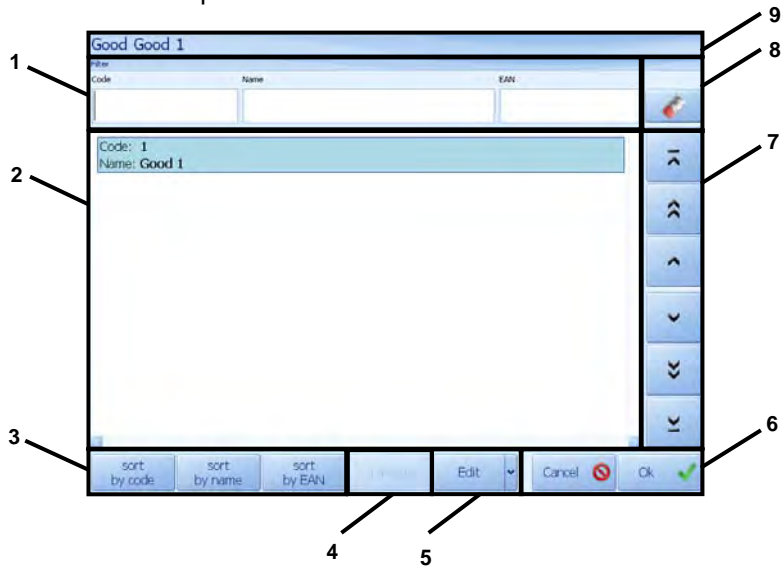 9
Good Good 1
8
1
Filter
Code Name EAN
7
Code: 1
Name: Good 1
2
3
6
sort by code
sort by name
sort by EAN
Edit
Cancel
Ok
4
5